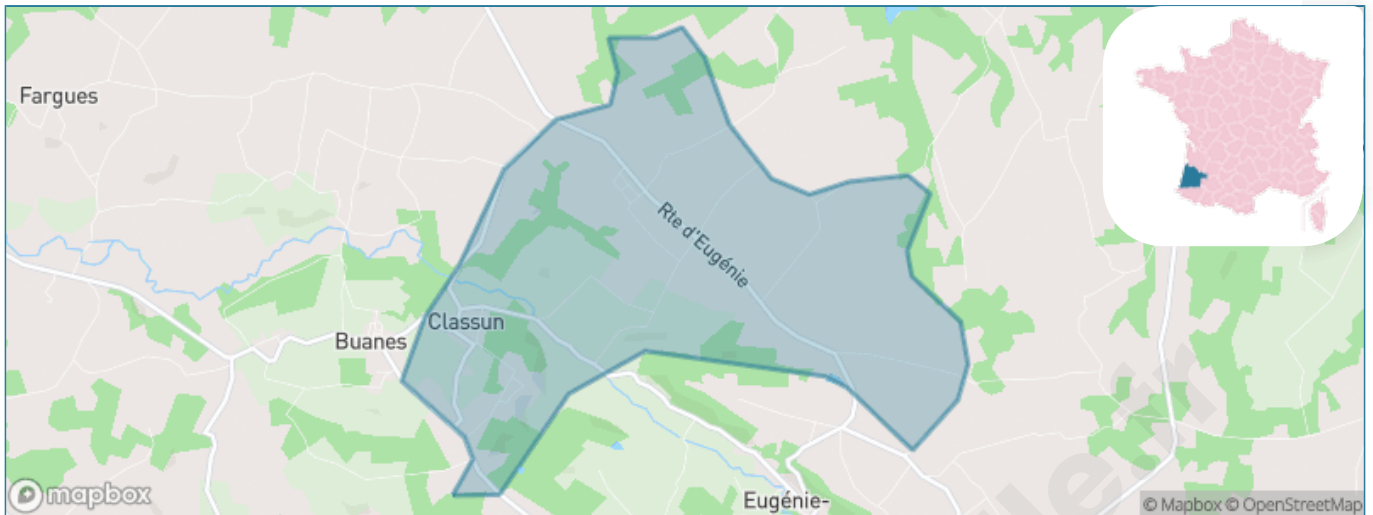 Fargues
Rte d'Eugénie
Classun
Buanes
Eugénie-
mapbox
© Mapbox © OpenStreetMap